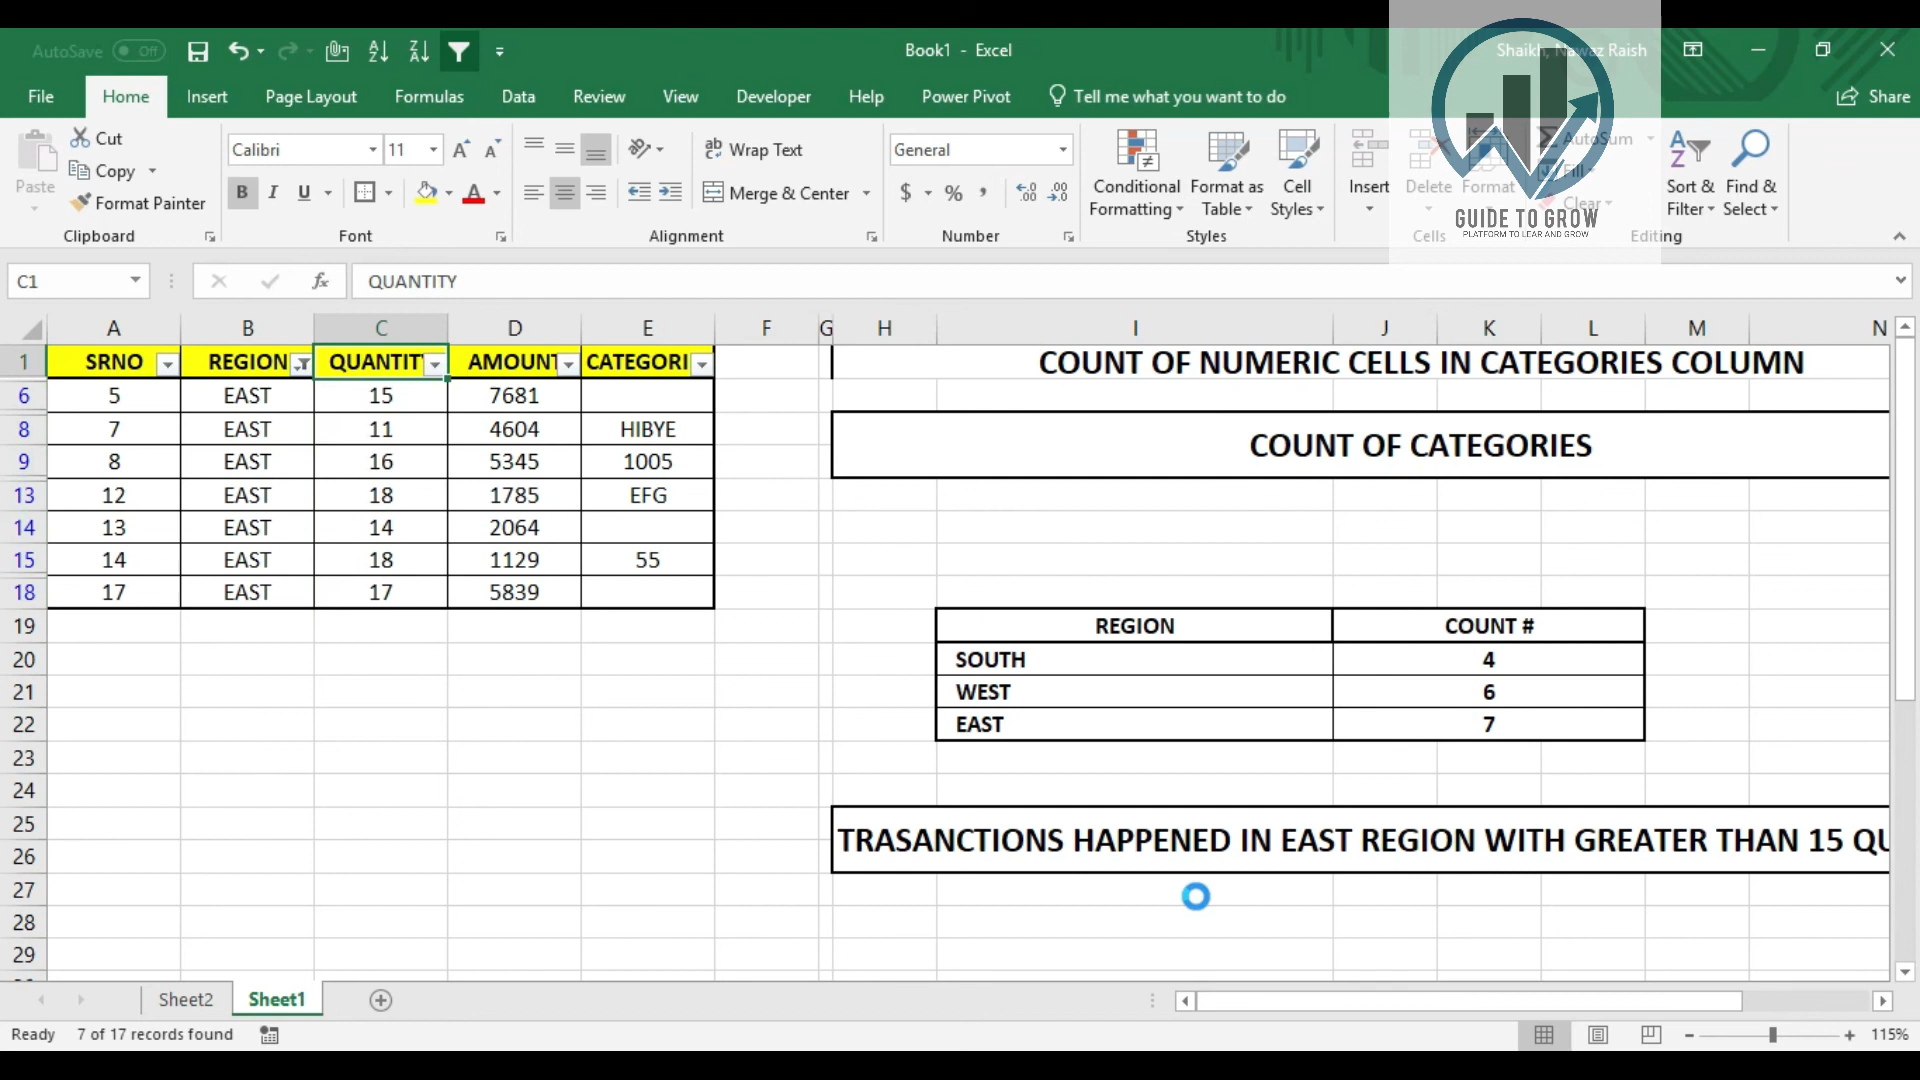 AutoSave Off
Book1 - Excel
Shaikh, Nawaz Raish
File Home Insert Page Layout Formulas Data Review View Developer Help Power Pivot Tell me what you want to do Share
Paste
Cut
Copy
Format Painter
Clipboard
Calibri 11
B I U
Font
Wrap Text
Merge & Center
Alignment
General
$ % ,
Number
Conditional Formatting
Format as Table
Cell Styles
Styles
Insert Delete Format
Cells
AutoSum
Fill
Clear
Sort & Filter
Find & Select
Editing
GUIDE TO GROW
PLATFORM TO LEAR AND GROW
C1 fx QUANTITY
A B C D E F G H I J K L M N
1 SRNO REGION QUANTIT AMOUNT CATEGORI COUNT OF NUMERIC CELLS IN CATEGORIES COLUMN
6 5 EAST 15 7681
8 7 EAST 11 4604 HIBYE
COUNT OF CATEGORIES
9 8 EAST 16 5345 1005
13 12 EAST 18 1785 EFG
14 13 EAST 14 2064
15 14 EAST 18 1129 55
18 17 EAST 17 5839
19 REGION COUNT #
20 SOUTH 4
21 WEST 6
22 EAST 7
23
24
25
TRASANCTIONS HAPPENED IN EAST REGION WITH GREATER THAN 15 QU
26
27
28
29
Sheet2 Sheet1
Ready 7 of 17 records found 115%